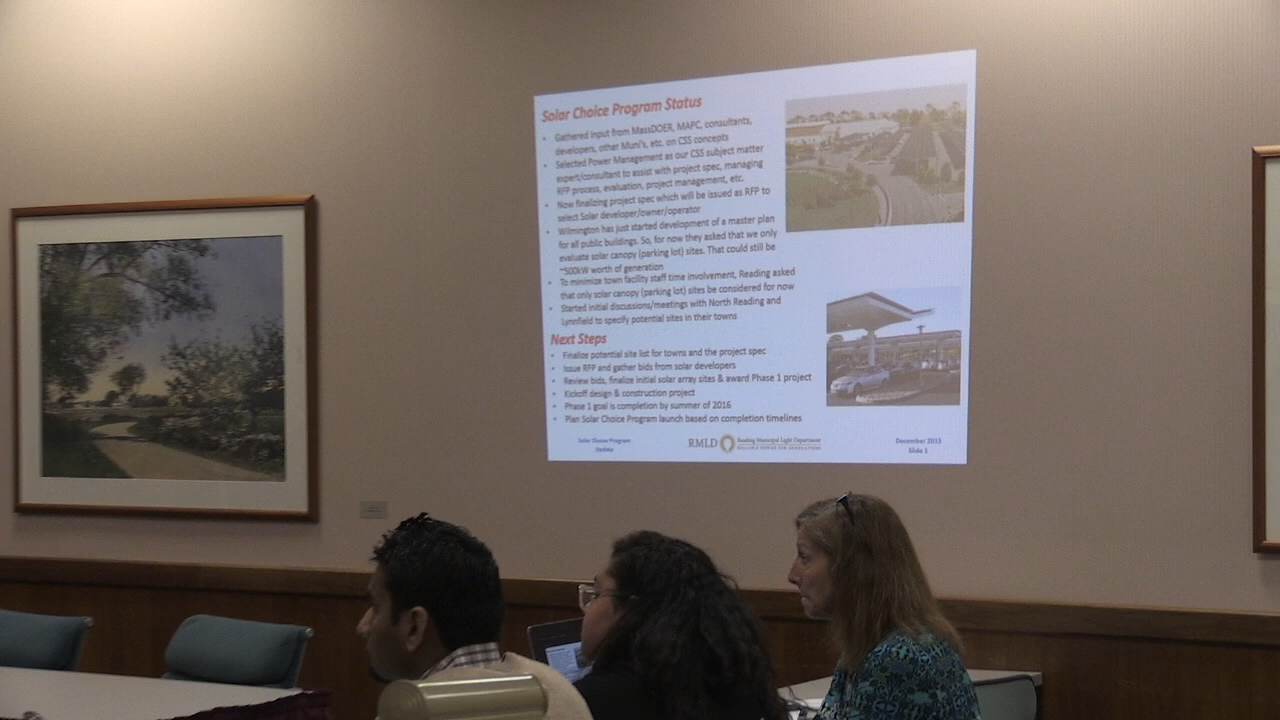 Solar Choice Program Status
• Gathered input from MassDOER, MAPC, consultants,
developers, other Muni's, etc. on CSS concepts
• Selected Power Management as our CSS subject matter
expert/consultant to assist with project spec, managing
RFP process, evaluation, project management, etc.
• Now finalizing project spec which will be issued as RFP to
select Solar developer/owner/operator
• Wilmington has just started development of a master plan
for all public buildings. So, for now they asked that we only
evaluate solar canopy (parking lot) sites. That could still be
~500kW worth of generation
• To minimize town facility staff time involvement, Reading asked
that only solar canopy (parking lot) sites be considered for now
• Started initial discussions/meetings with North Reading and
Lynnfield to specify potential sites in their towns
Next Steps
• Finalize potential site list for towns and the project spec
• Issue RFP and gather bids from solar developers
• Review bids, finalize initial solar array sites & award Phase 1 project
• Kickoff design & construction project
• Phase 1 goal is completion by summer of 2016
• Plan Solar Choice Program launch based on completion timelines
Solar Choice Program
Update
RMLD
Reading Municipal Light Department
RELIABLE POWER FOR GENERATIONS
December 2015
Slide 1